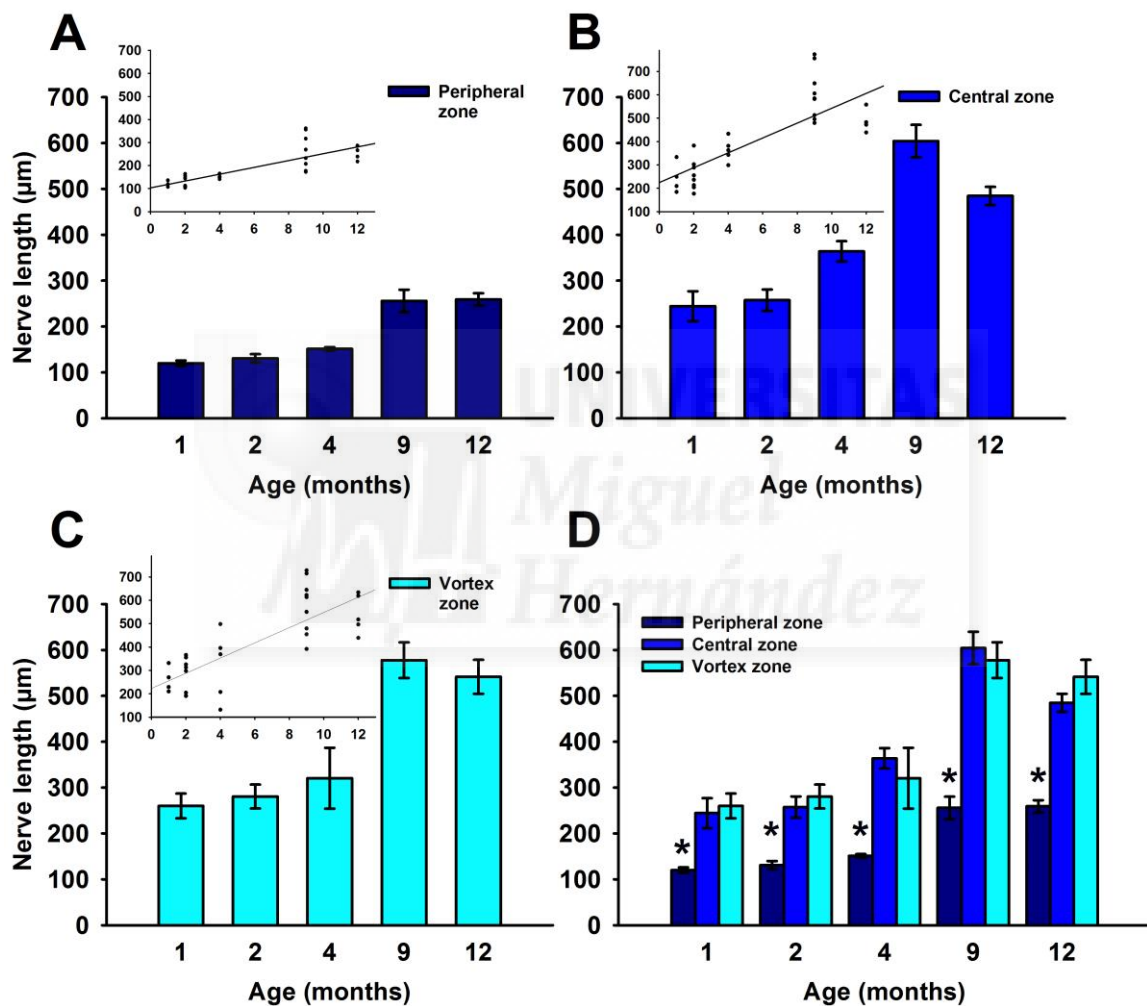 A
700
600
500
400
300
200
100
0
0 2 4 6 8 10 12
Peripheral
zone
700
600
500
400
300
200
100
0
Nerve length (µm)
1 2 4 9 12
Age (months)
B
700
600
500
400
300
200
100
0 2 4 6 8 10 12
Central zone
700
600
500
400
300
200
100
0
1 2 4 9 12
Age (months)
UNIVERSITAS
Miguel
Hernández
C
700
600
500
400
300
200
100
0 2 4 6 8 10 12
Vortex
zone
700
600
500
400
300
200
100
0
Nerve length (µm)
1 2 4 9 12
Age (months)
D
Peripheral zone
Central zone
Vortex zone
700
600
500
400
300
200
100
0
* * * * *
1 2 4 9 12
Age (months)